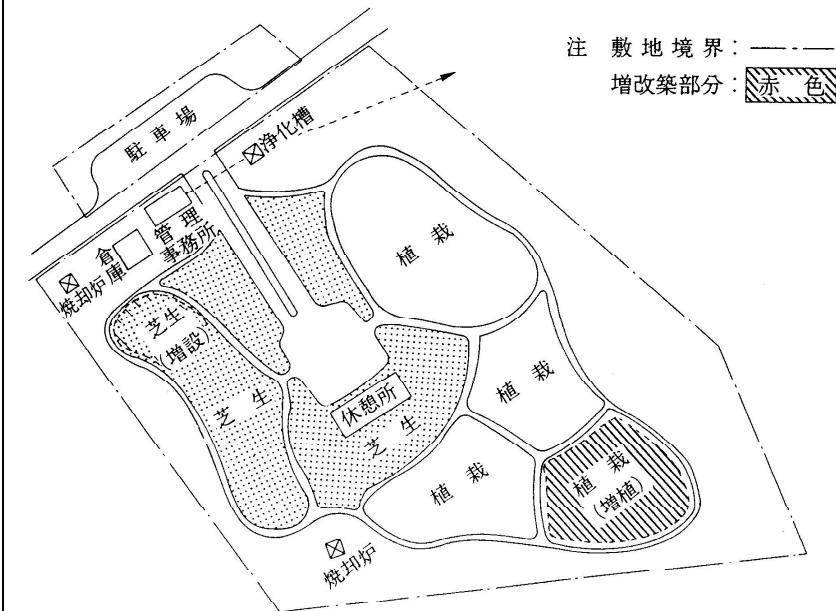 注 敷地境界：
増改築部分：赤色
駐車場
浄化槽
管理
事務所
倉庫
焼却炉
植栽
芝生
(増設)
芝生
休憩所
芝生
植栽
植栽
植栽
(増植)
焼却炉